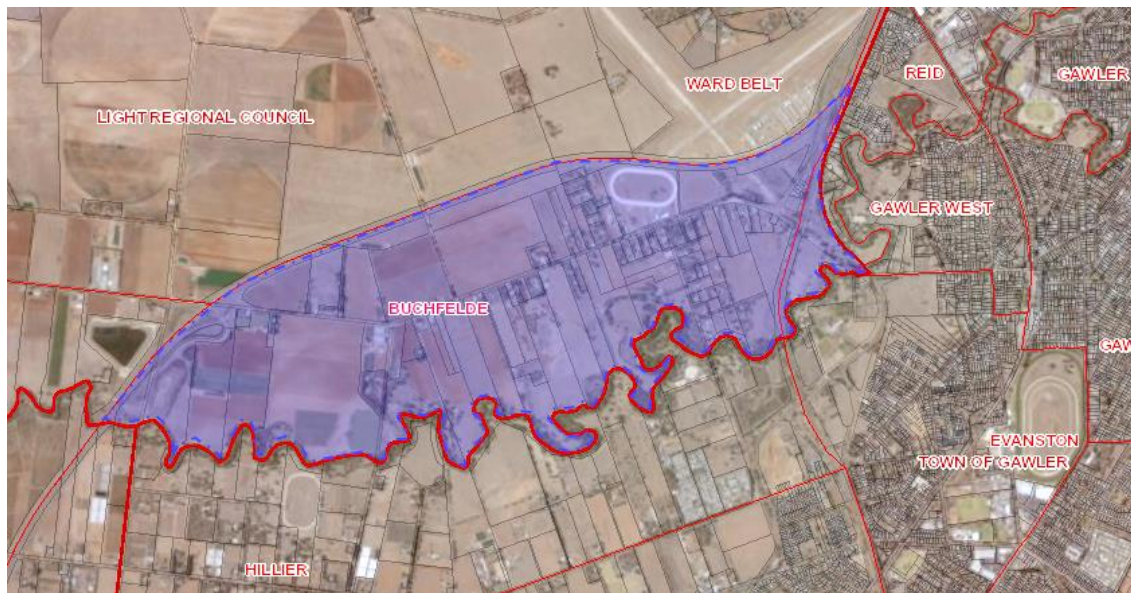 WARD BELT
REID
GAWLER
LIGHT REGIONAL COUNCIL
GAWLER WEST
BUCHFELDE
GAW
EVANSTON
TOWN OF GAWLER
HILLIER